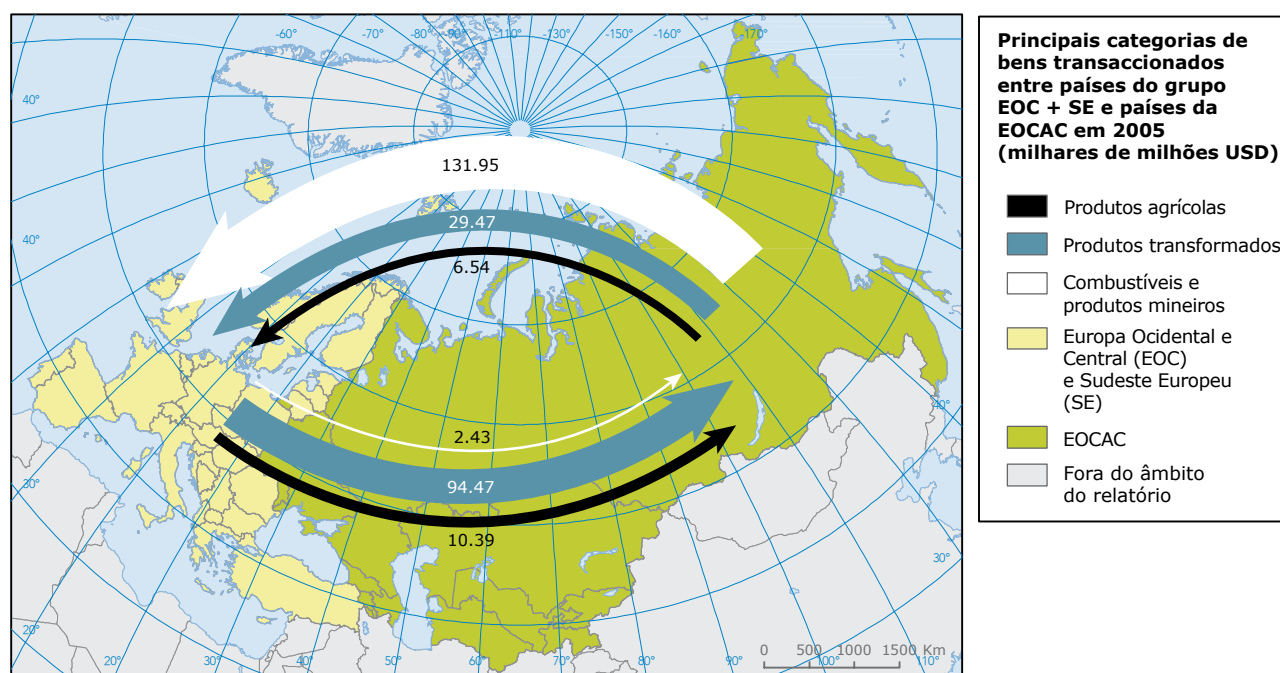 -60°
-70°
-80°
-90°
-110°
-130°
-150°
-160°
-170°
40°
40°
40°
40°
30°
30°
20°
20°
30°
40°
50°
60°
70°
80°
90°
100°
110°
131.95
29.47
6.54
2.43
94.47
10.39
0 500 1000 1500 Km
Principais categorias de
bens transaccionados
entre países do grupo
EOC + SE e países da
EOCAC em 2005
(milhares de milhões USD)
Produtos agrícolas
Produtos transformados
Combustíveis e
produtos mineiros
Europa Ocidental e
Central (EOC)
e Sudeste Europeu
(SE)
EOCAC
Fora do âmbito
do relatório